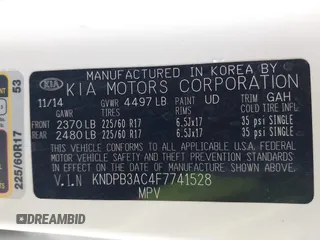 MANUFACTURED IN KOREA BY
KIA KIA MOTORS CORPORATION
11/14 GVWR 4497 LB PAINT UD TRIM GAH
GAWR TIRES RIMS COLD TIRE INFL
FRONT 2370 LB 225/60 R17 6.5Jx17 35 psi SINGLE
REAR 2480 LB 225/60 R17 6.5Jx17 35 psi SINGLE
THIS VEHICLE CONFORMS TO ALL APPLICABLE
FEDERAL MOTOR VEHICLE SAFETY, BUMPER, AND
THEFT PREVENTION STANDARDS IN EFFECT ON
THE DATE OF MANUFACTURE SHOWN ABOVE.
V.I.N KNDPB3AC4F7741528
MPV
225/60R17 53
DREAMBID